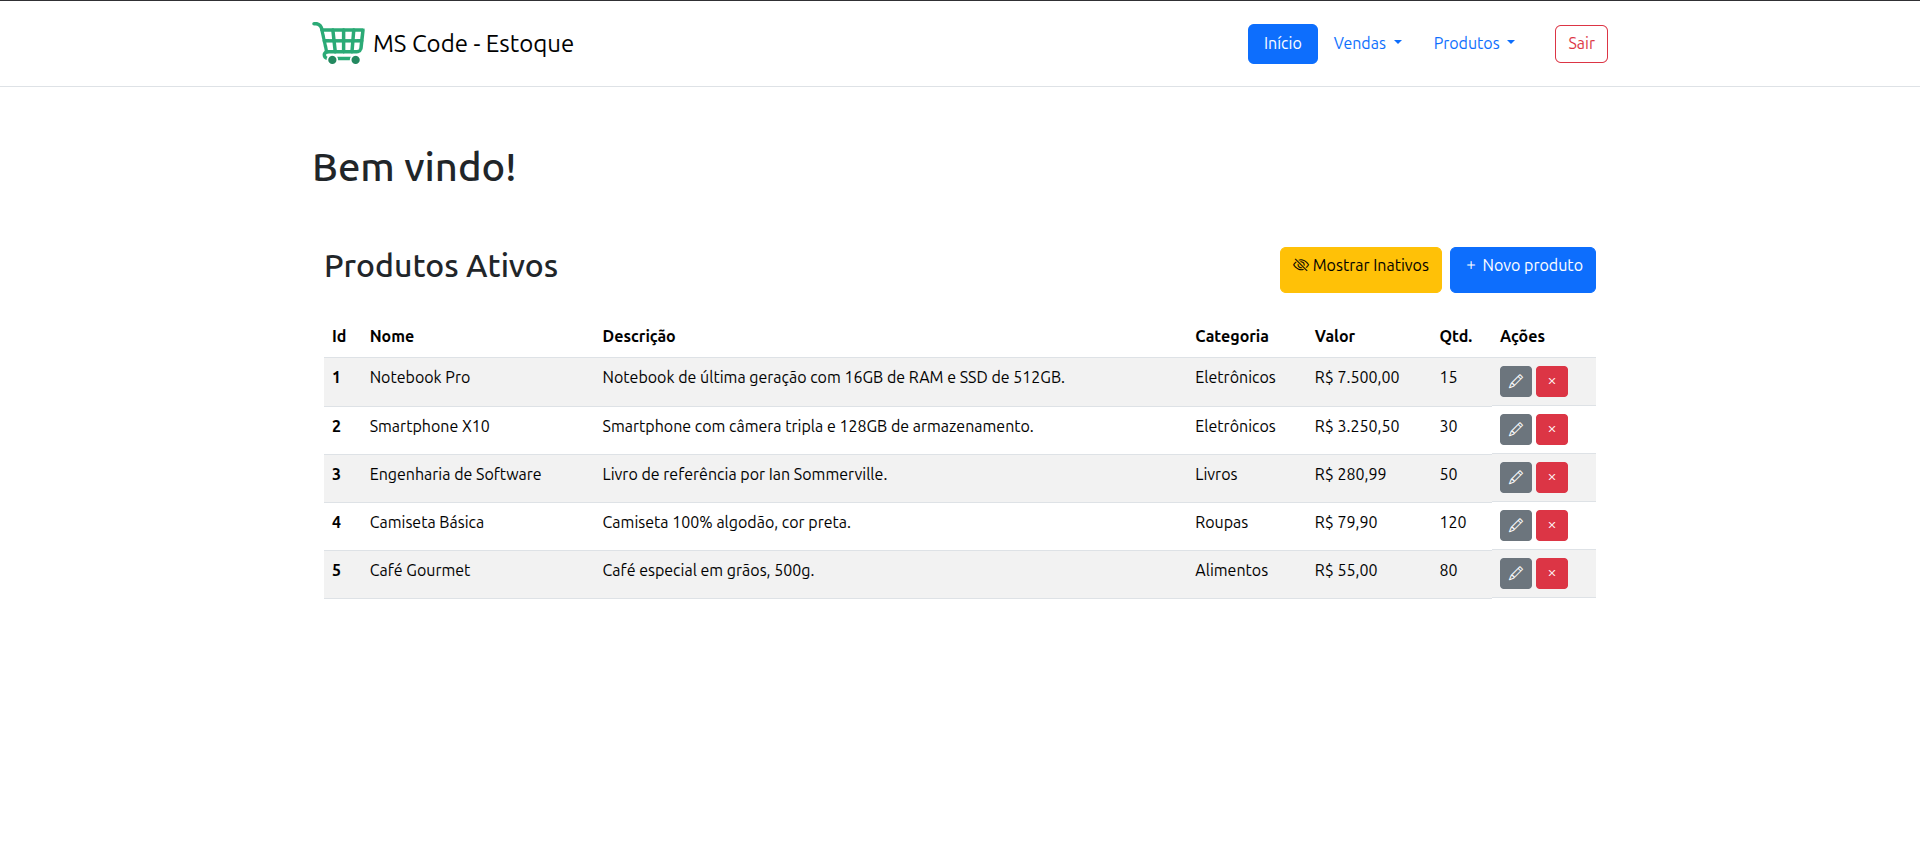 MS Code - Estoque Início Vendas Produtos Sair
Bem vindo!
Produtos Ativos Mostrar Inativos + Novo produto
Id Nome Descrição Categoria Valor Qtd. Ações
1 Notebook Pro Notebook de última geração com 16GB de RAM e SSD de 512GB. Eletrônicos R$ 7.500,00 15
2 Smartphone X10 Smartphone com câmera tripla e 128GB de armazenamento. Eletrônicos R$ 3.250,50 30
3 Engenharia de Software Livro de referência por Ian Sommerville. Livros R$ 280,99 50
4 Camiseta Básica Camiseta 100% algodão, cor preta. Roupas R$ 79,90 120
5 Café Gourmet Café especial em grãos, 500g. Alimentos R$ 55,00 80